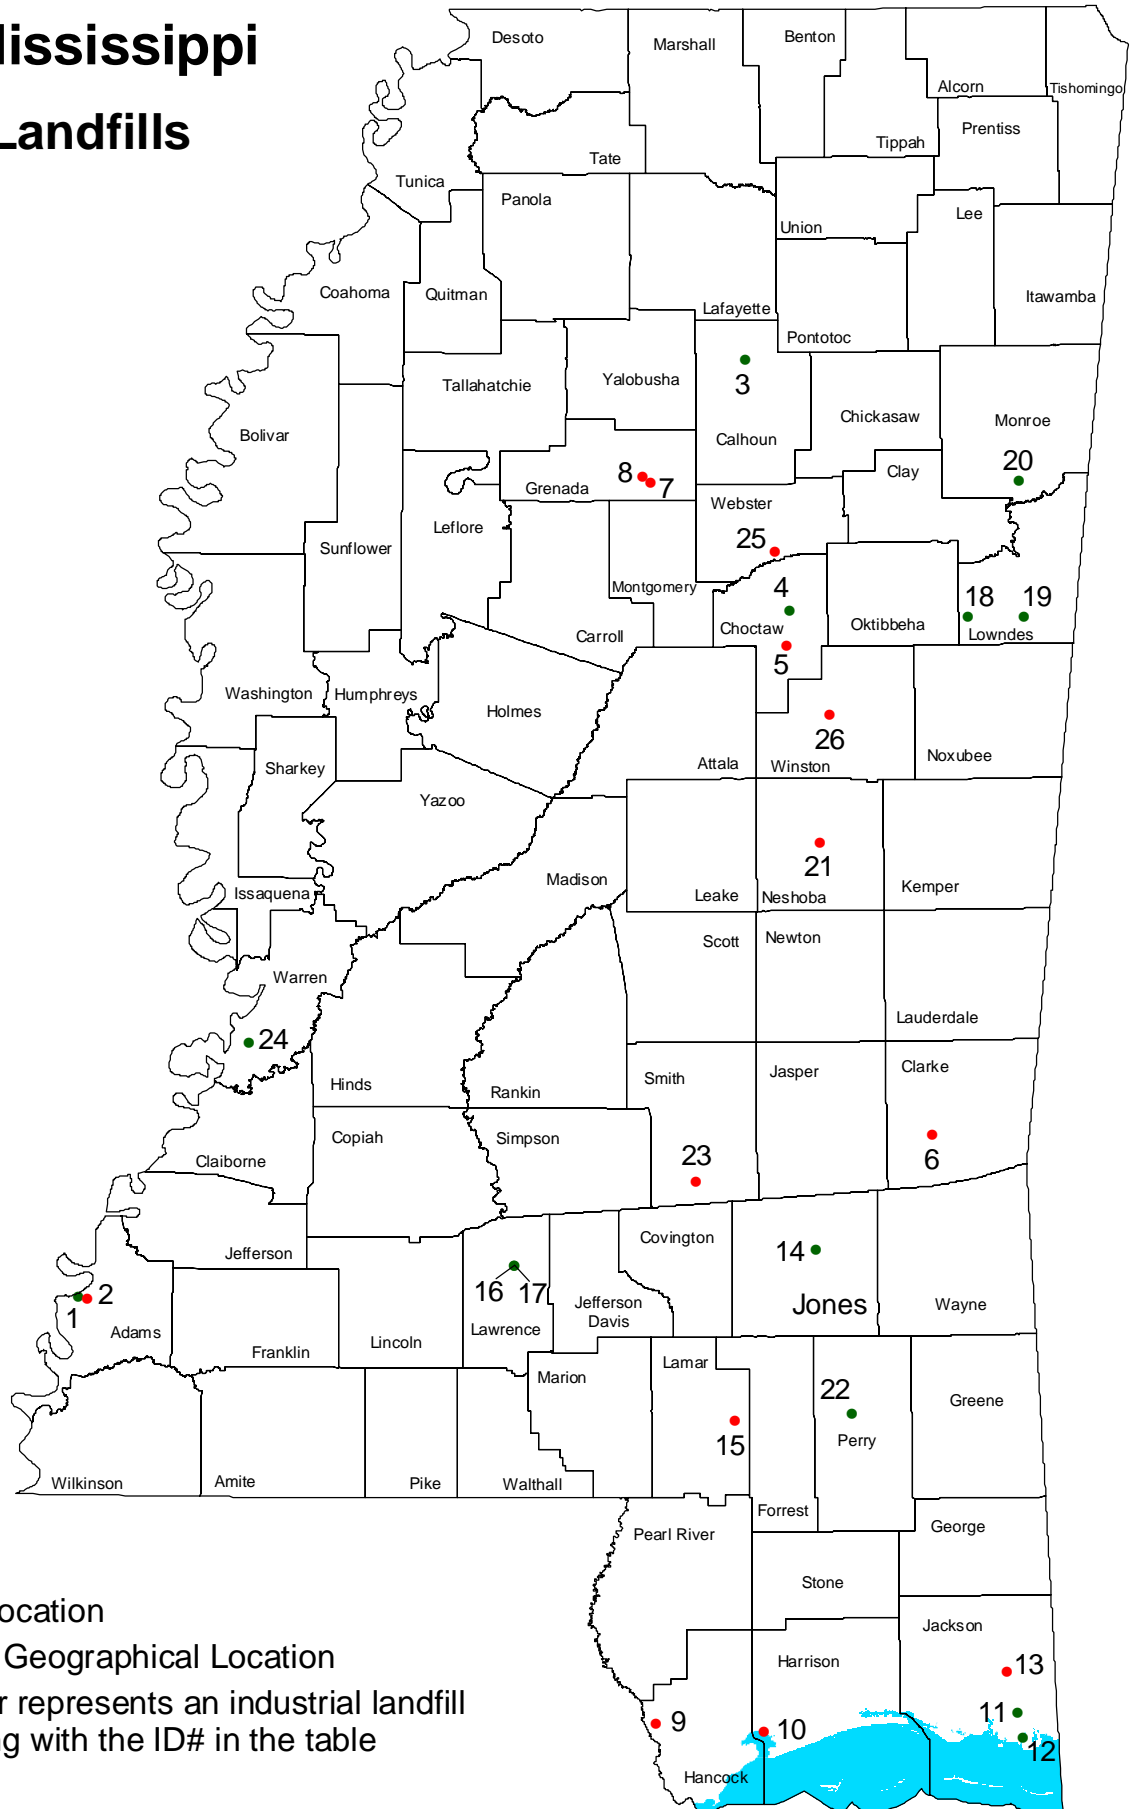 ississippi
Landfills
Desoto
Marshall
Benton
Alcorn
Tishomingo
Prentiss
Tippah
Tate
Tunica
Panola
Lee
Union
Coahoma
Quitman
Itawamba
Lafayette
Pontotoc
3
Tallahatchie
Yalobusha
Chickasaw
Monroe
Bolivar
Calhoun
20
8
7
Clay
Grenada
Webster
Leflore
25
Sunflower
4
Montgomery
18
19
Choctaw
Oktibbeha
Lowndes
Carroll
5
Washington
Humphreys
Holmes
26
Attala
Winston
Noxubee
Sharkey
Yazoo
21
Issaquena
Madison
Leake
Neshoba
Kemper
Scott
Newton
Warren
Lauderdale
24
Hinds
Rankin
Smith
Jasper
Clarke
Copiah
Simpson
23
6
Claiborne
Jefferson
Covington
14
1
2
16
17
Jefferson
Davis
Jones
Wayne
Adams
Lawrence
Lincoln
Franklin
Marion
Lamar
22
Greene
15
Perry
Wilkinson
Amite
Pike
Walthall
Forrest
George
Pearl River
Stone
ocation
Jackson
Geographical Location
Harrison
13
r represents an industrial landfill
9
10
11
g with the ID# in the table
12
Hancock